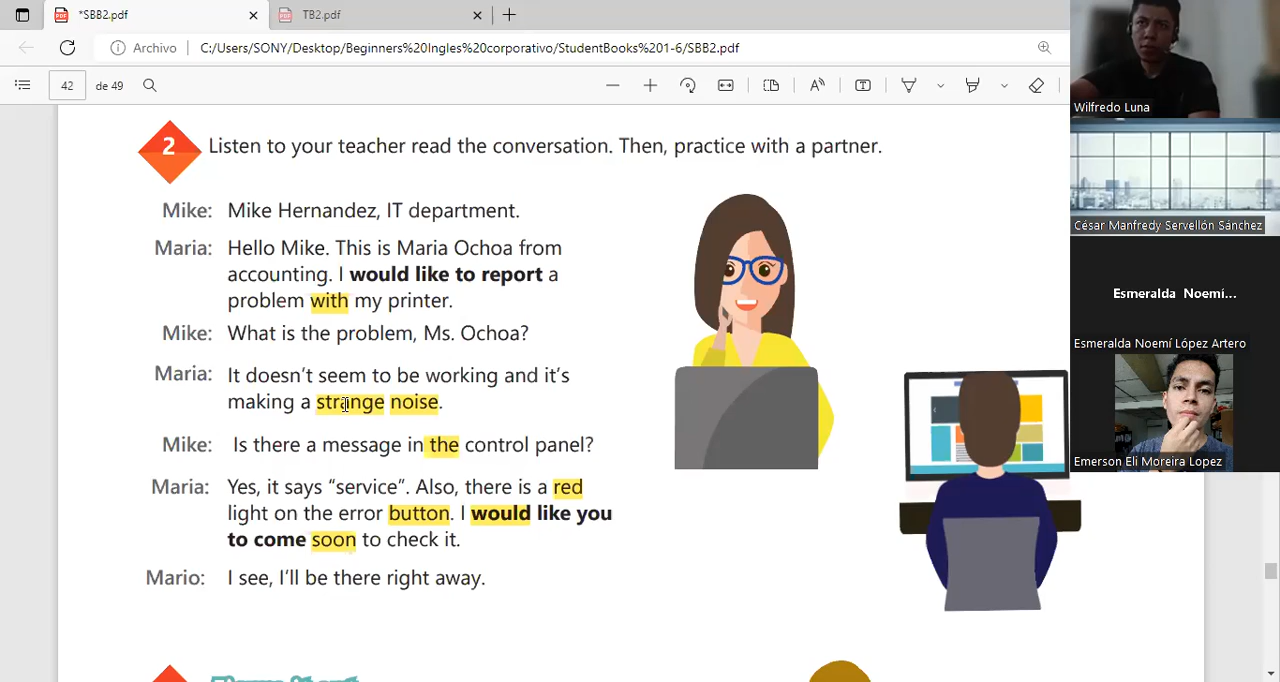 *SBB2.pdf
TB2.pdf
Archivo
C:/Users/SONY/Desktop/Beginners%20Ingles%20corporativo/StudentBooks%201-6/SBB2.pdf
42
de 49
2
Listen to your teacher read the conversation. Then, practice with a partner.
Mike: Mike Hernandez, IT department.
Maria: Hello Mike. This is Maria Ochoa from
accounting. I would like to report a
problem with my printer.
Mike: What is the problem, Ms. Ochoa?
Maria: It doesn't seem to be working and it's
making a strange noise.
Mike: Is there a message in the control panel?
Maria: Yes, it says “service”. Also, there is a red
light on the error button. I would like you
to come soon to check it.
Mario: I see, I'll be there right away.
Wilfredo Luna
César Manfredy Servellón Sánchez
Esmeralda Noemí...
Esmeralda Noemí López Artero
Emerson Eli Moreira Lopez